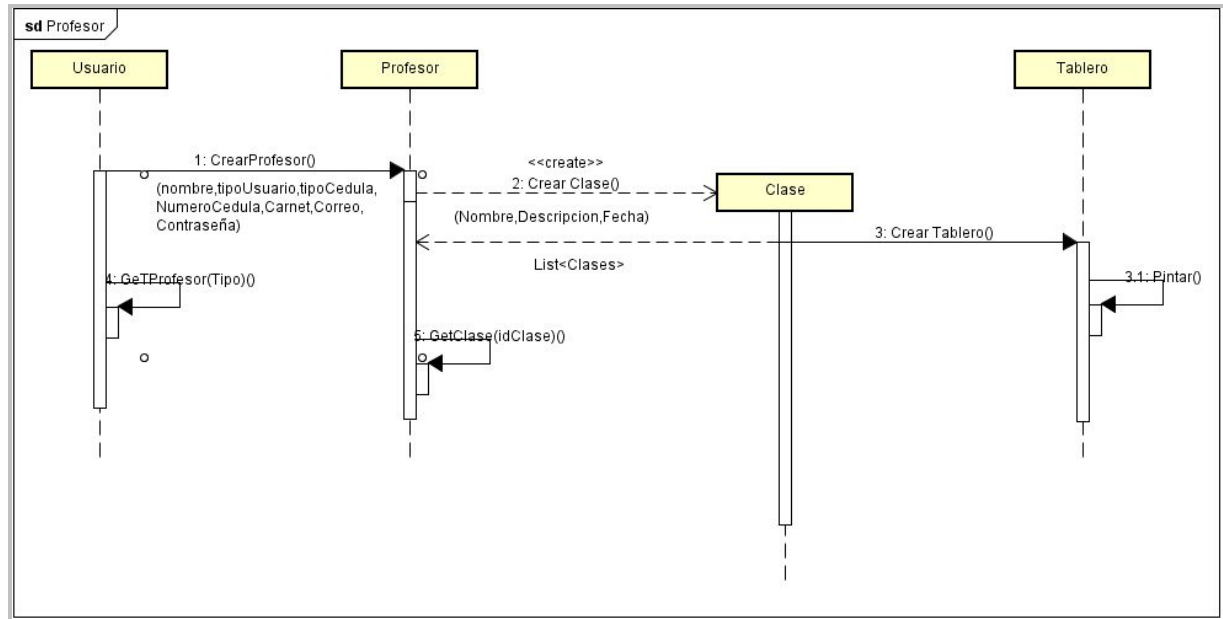 sd Profesor
Usuario
Profesor
Tablero
1: CrearProfesor()
(nombre,tipoUsuario,tipoCedula,
NumeroCedula,Carnet,Correo,
Contraseña)
<<create>>
2: Crear Clase()
Clase
(Nombre,Descripcion,Fecha)
3: Crear Tablero()
List<Clases>
4: GeTProfesor(Tipo)()
3.1: Pintar()
5: GetClase(idClase)()